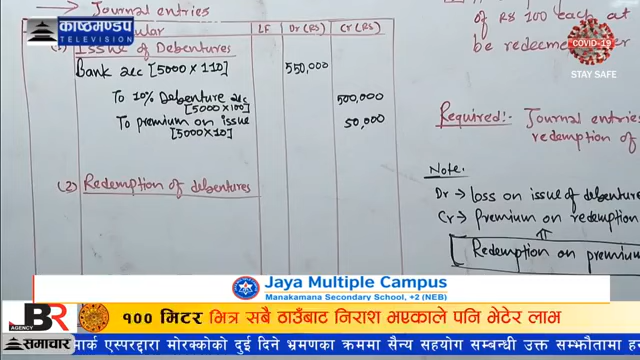 → Journal entries
काष्ठमण्डप
TELEVISION
LF
Dr (RS)
Cr (RS)
Issue of Debentures
Bank a/c [5000 × 110]
550,000
To 10% Debenture a/c
[5000×100]
500,000
To premium on issue
[5000×10]
50,000
(2) Redemption of debentures
of RS 100 each at
be redeemed
COVID-19
STAY SAFE
Required:- Journal entries
redemption of
Note:
Dr → loss on issue of debenture
Cr → premium on redemption
⇑
Redemption on premium
Jaya Multiple Campus
Manakamana Secondary School, +2 (NEB)
BR
AGENCY
१०० मिटर भित्र सबै ठाउँबाट निराश भएकाले पनि भेटेर लाभ
समाचार
मार्क एस्परद्वारा मोरक्कोको दुई दिने भ्रमणका क्रममा सैन्य सहयोग सम्बन्धी उक्त सम्झौतामा ह